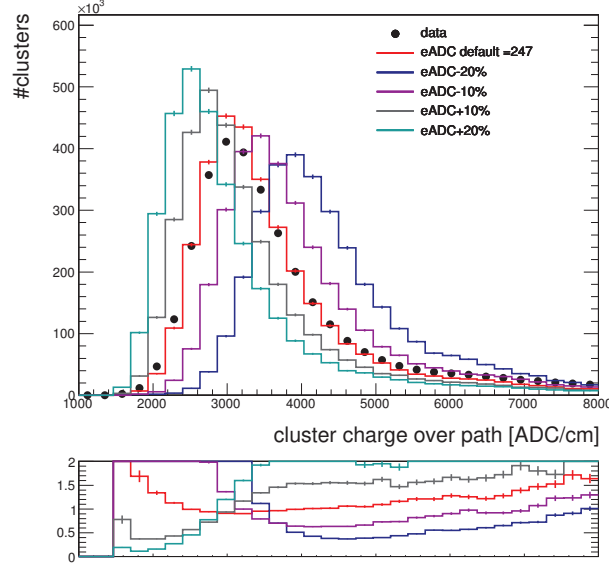 ×10³
600
500
400
300
200
100
0
#clusters
data
eADC default =247
eADC-20%
eADC-10%
eADC+10%
eADC+20%
1000 2000 3000 4000 5000 6000 7000 8000
cluster charge over path [ADC/cm]
2
1.5
1
0.5
0